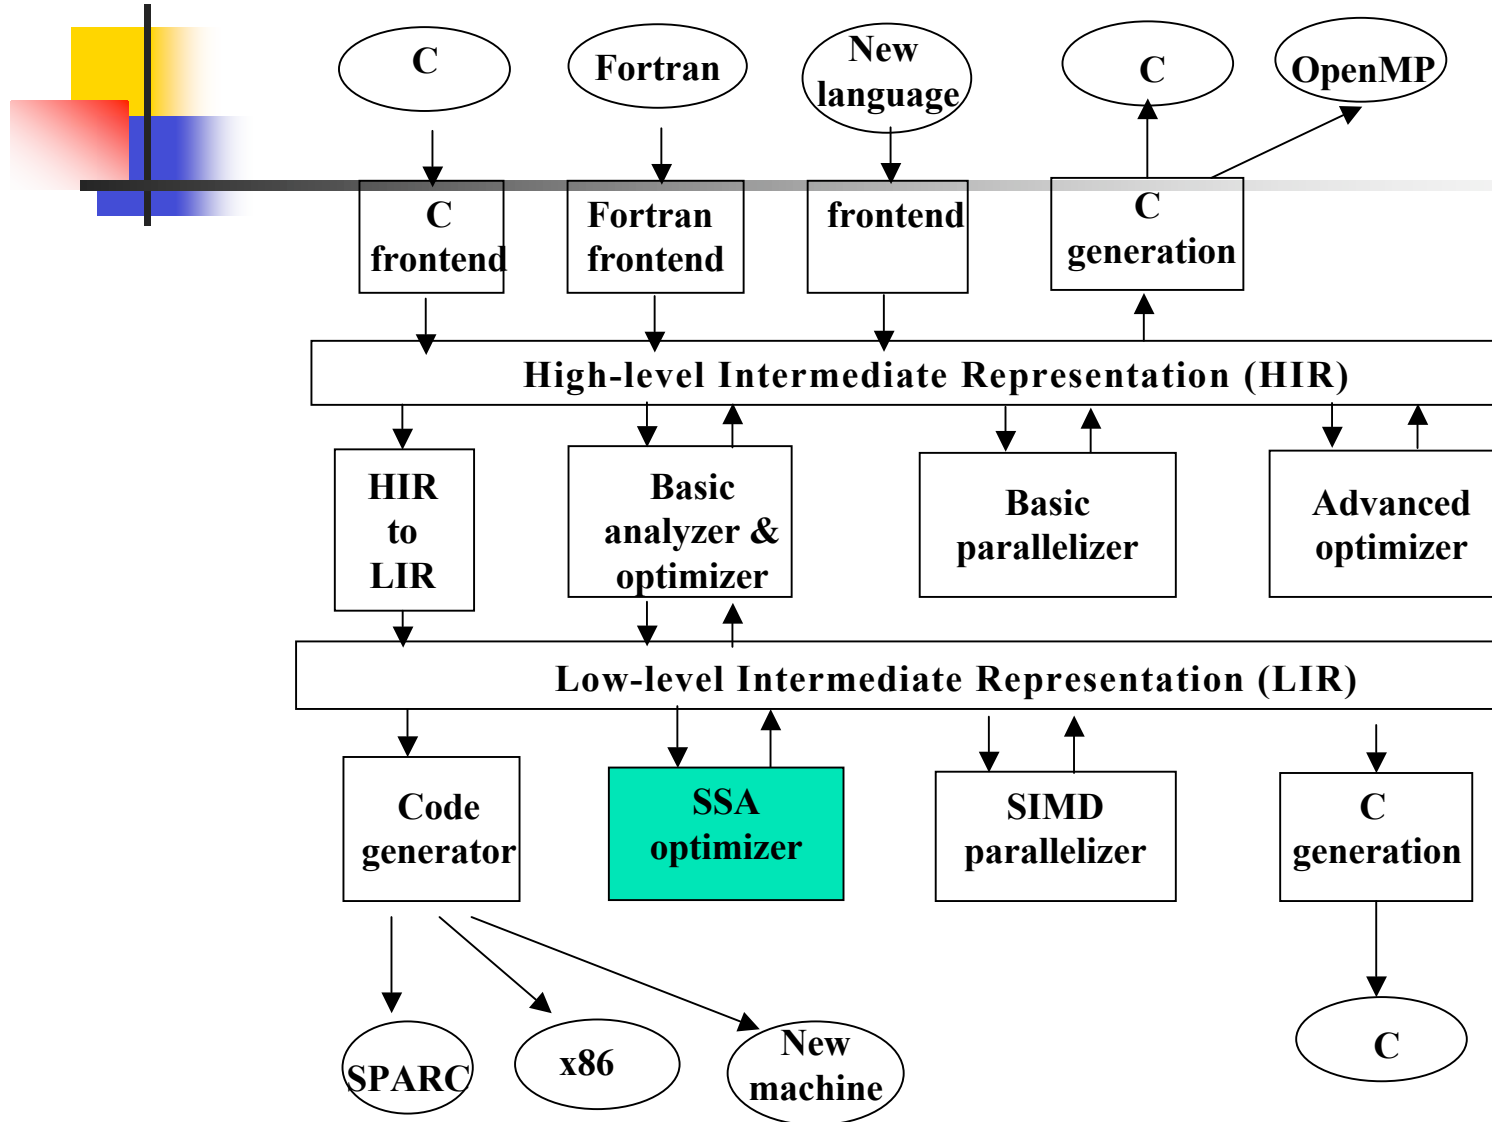 C
Fortran
New
language
C
OpenMP
C
frontend
Fortran
frontend
frontend
C
generation
High-level Intermediate Representation (HIR)
HIR
to
LIR
Basic
analyzer &
optimizer
Basic
parallelizer
Advanced
optimizer
Low-level Intermediate Representation (LIR)
Code
generator
SSA
optimizer
SIMD
parallelizer
C
generation
SPARC
x86
New
machine
C